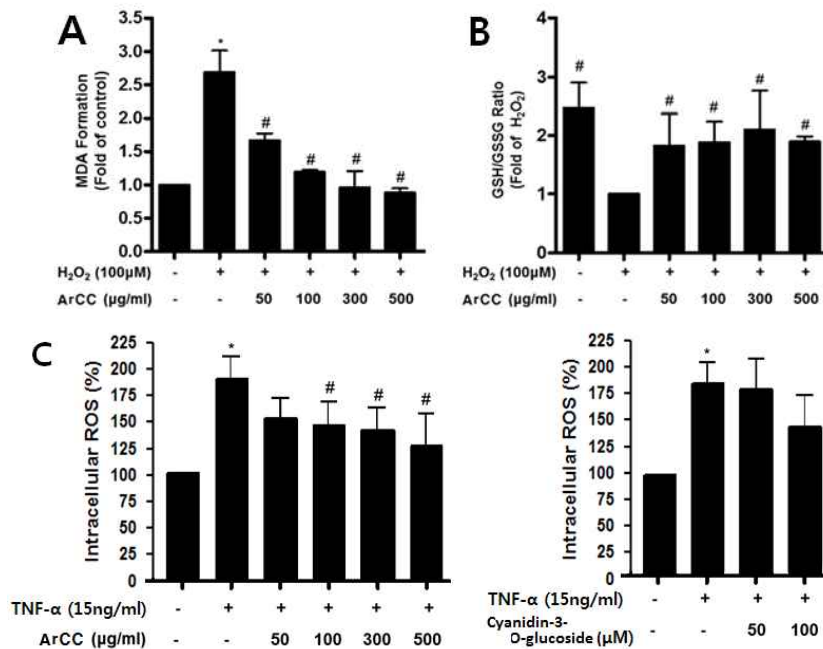 A
MDA Formation
(Fold of control)
3.5
3.0
2.5
2.0
1.5
1.0
0.5
0.0
*
#
#
#
#
H₂O₂ (100μM) - + + + + +
ArCC (μg/ml) - - 50 100 300 500
B
GSH/GSSG Ratio
(Fold of H₂O₂)
4
3
2
1
0
#
#
#
#
#
H₂O₂ (100μM) - + + + + +
ArCC (μg/ml) - - 50 100 300 500
C
Intracellular ROS (%)
225
200
175
150
125
100
75
50
25
0
*
#
#
#
TNF-α (15ng/ml) - + + + + +
ArCC (μg/ml) - - 50 100 300 500
Intracellular ROS (%)
225
200
175
150
125
100
75
50
25
0
*
TNF-α (15ng/ml) - + + +
Cyanidin-3-
O-glucoside (μM) - - 50 100